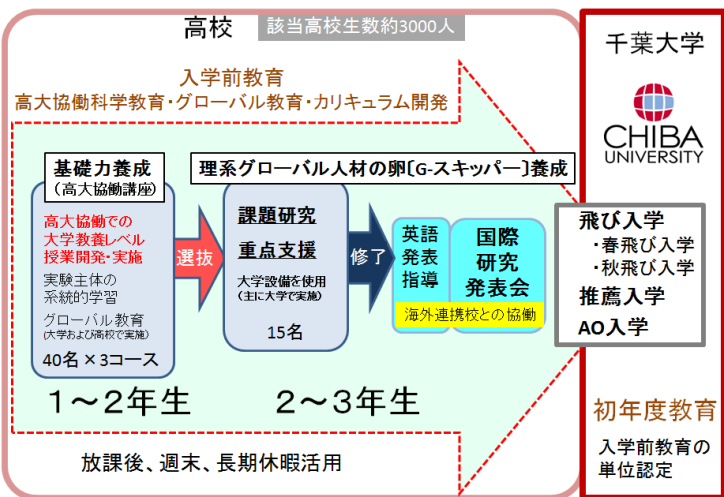 高校
該当高校生数約3000人
入学前教育
高大協働科学教育・グローバル教育・カリキュラム開発
基礎力養成
（高大協働講座）
高大協働での
大学教養レベル
授業開発・実施
実験主体の
系統的学習
グローバル教育
（大学および高校で実施）
40名×3コース
選抜
理系グローバル人材の卵〔G-スキッパー〕養成
課題研究
重点支援
大学設備を使用
（主に大学で実施）
15名
修了
英語
発表
指導
国際
研究
発表会
海外連携校との協働
1～2年生
2～3年生
放課後、週末、長期休暇活用
千葉大学
CHIBA
UNIVERSITY
飛び入学
・春飛び入学
・秋飛び入学
推薦入学
AO入学
初年度教育
入学前教育の
単位認定